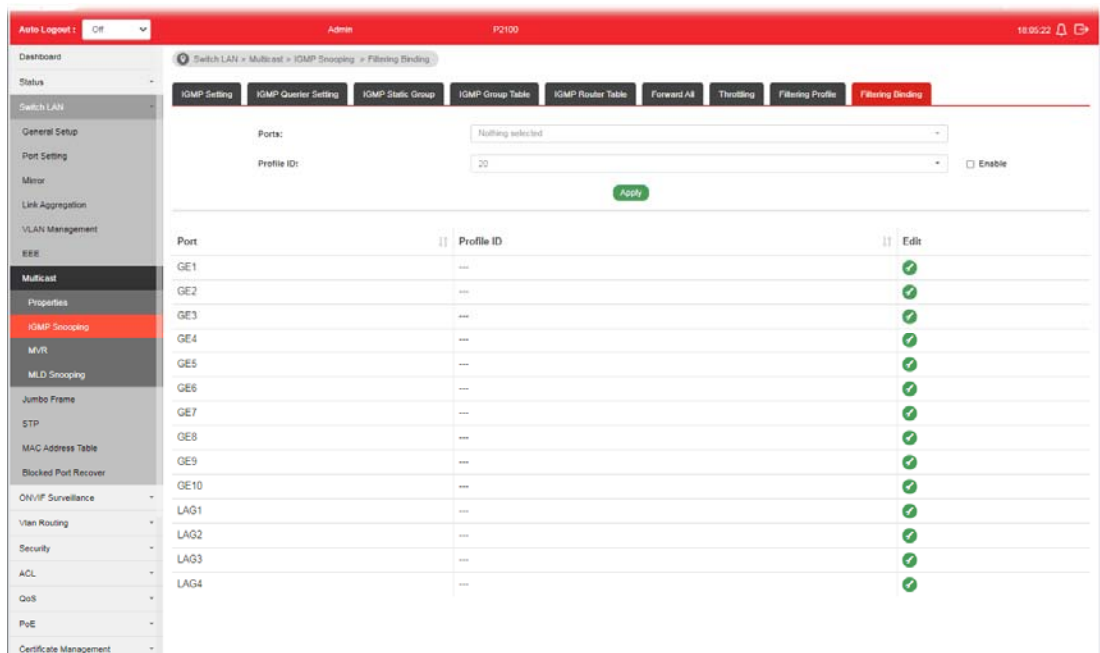 Auto Logout : Off Admin P2100 18:05:22
Dashboard
Status
Switch LAN
General Setup
Port Setting
Mirror
Link Aggregation
VLAN Management
EEE
Multicast
Properties
IGMP Snooping
MVR
MLD Snooping
Jumbo Frame
STP
MAC Address Table
Blocked Port Recover
ONVIF Surveillance
Vlan Routing
Security
ACL
QoS
PoE
Certificate Management
Switch LAN » Multicast » IGMP Snooping » Filtering Binding
IGMP Setting IGMP Querier Setting IGMP Static Group IGMP Group Table IGMP Router Table Forward All Throttling Filtering Profile Filtering Binding
Ports: Nothing selected
Profile ID: 20 Enable
Apply
Port Profile ID Edit
GE1 ---
GE2 ---
GE3 ---
GE4 ---
GE5 ---
GE6 ---
GE7 ---
GE8 ---
GE9 ---
GE10 ---
LAG1 ---
LAG2 ---
LAG3 ---
LAG4 ---